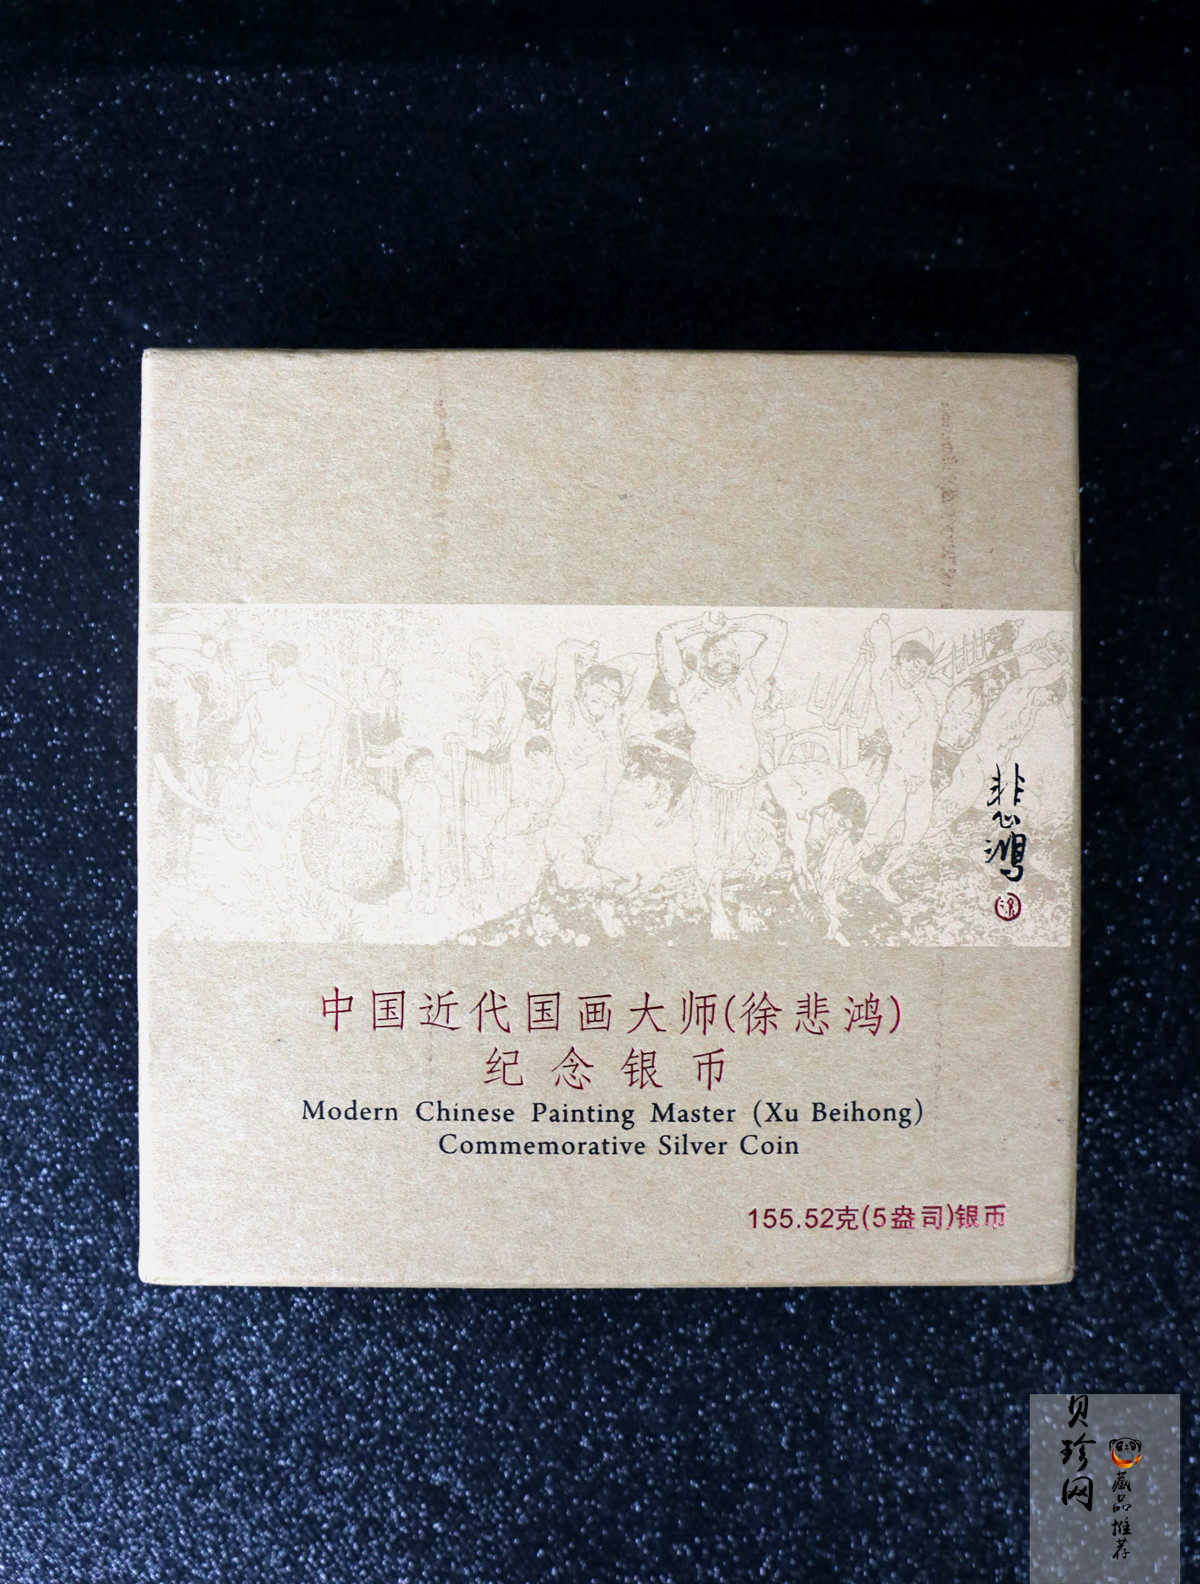 悲鸿
中国近代国画大师(徐悲鸿)
纪念银币
Modern Chinese Painting Master (Xu Beihong)
Commemorative Silver Coin
155.52克(5盎司)银币
贝珍网
藏品推荐